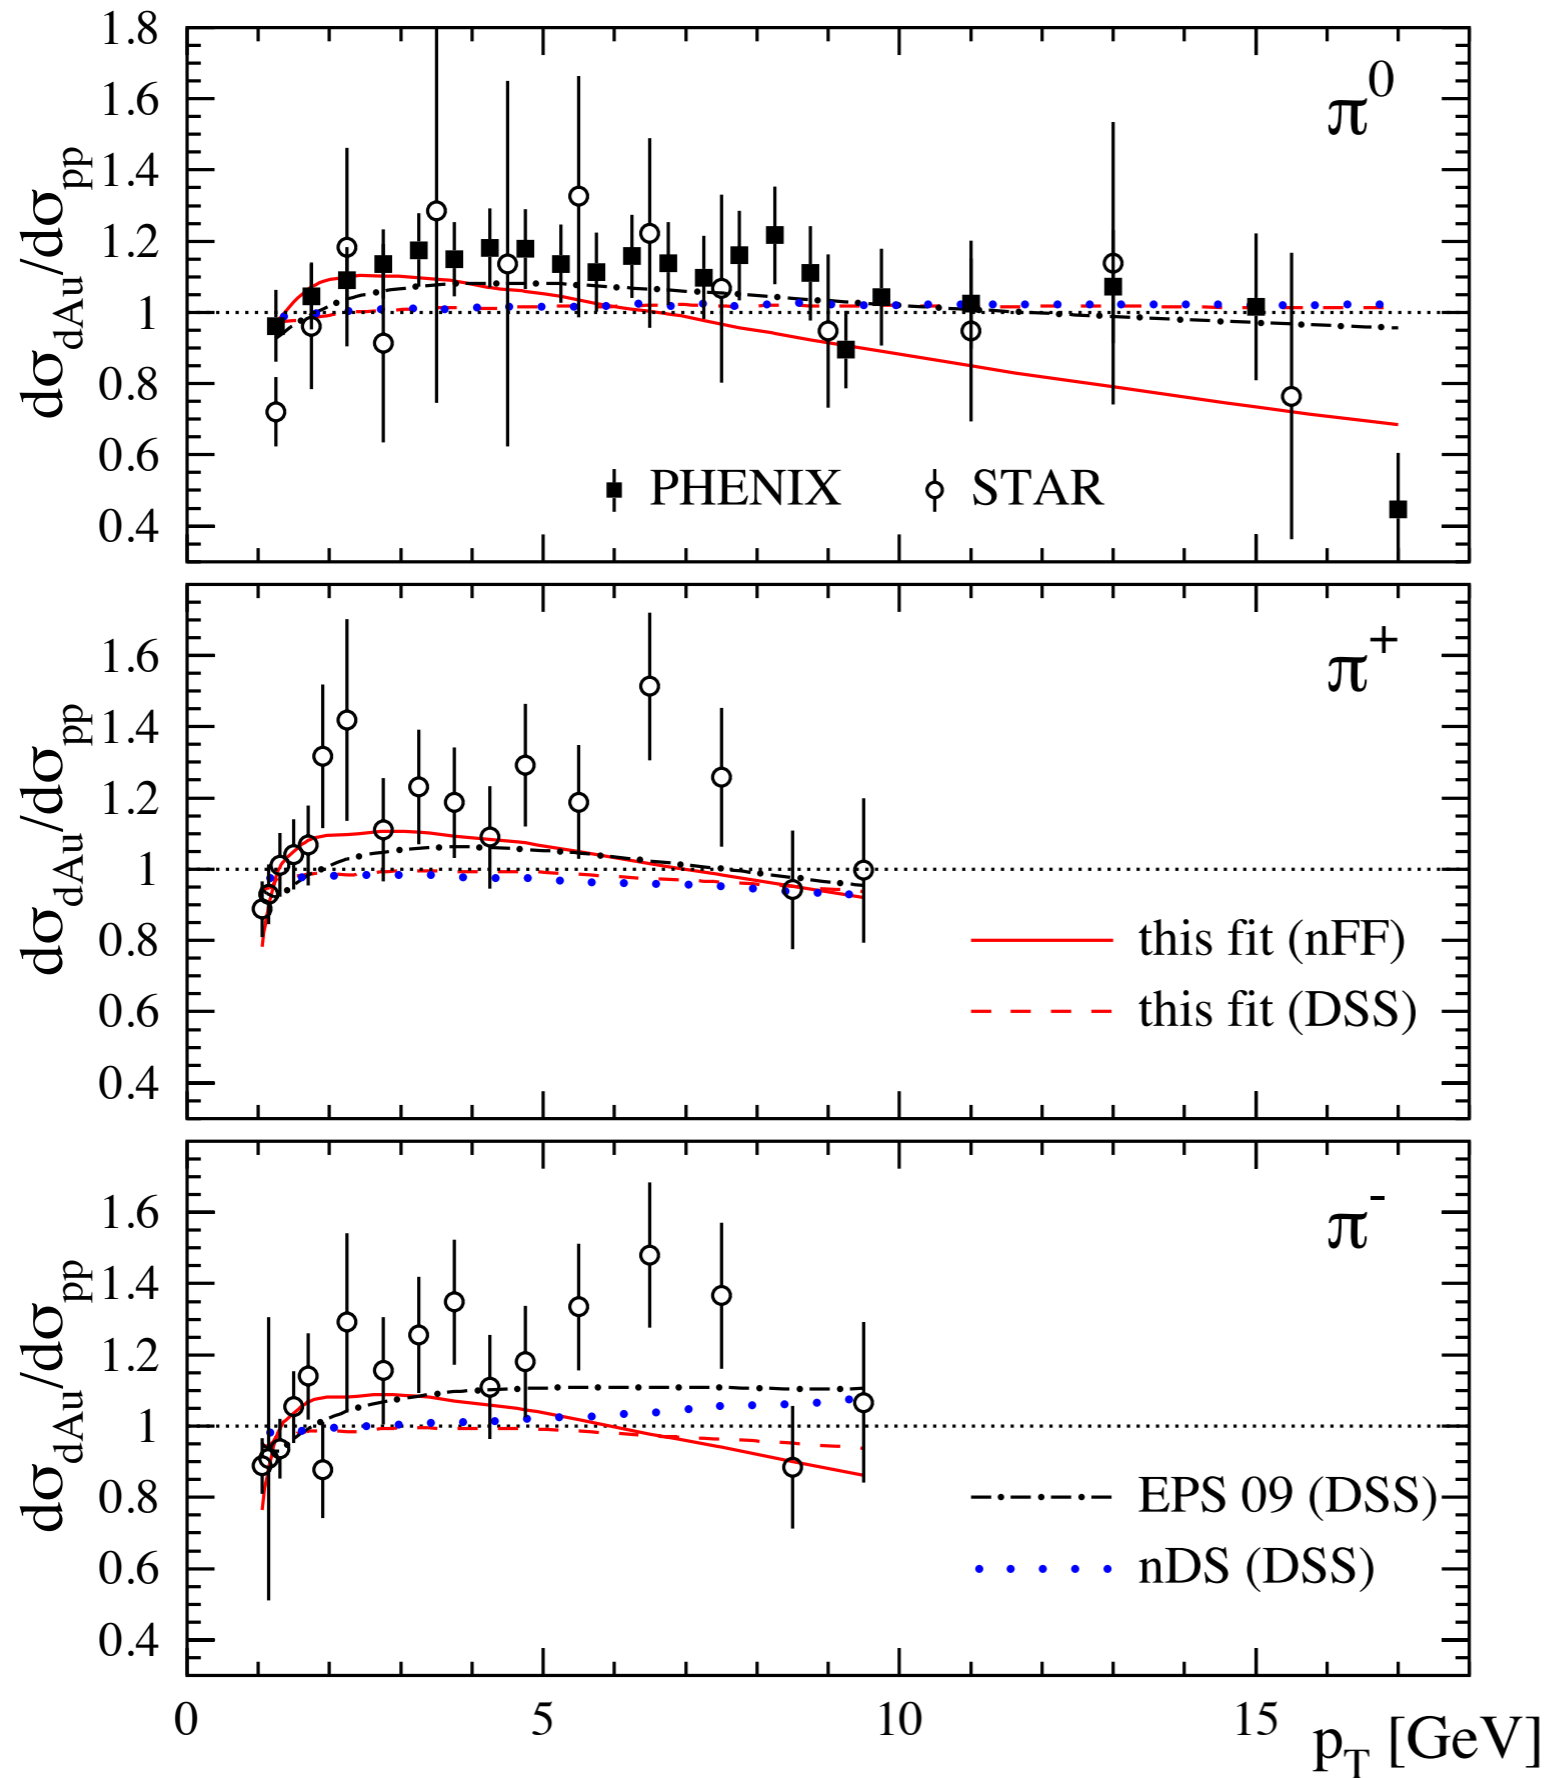 1.8
1.6
1.4
1.2
1
0.8
0.6
0.4
dσdAu/dσpp
π0
PHENIX
STAR
1.6
1.4
1.2
1
0.8
0.6
0.4
dσdAu/dσpp
π+
this fit (nFF)
this fit (DSS)
1.6
1.4
1.2
1
0.8
0.6
0.4
dσdAu/dσpp
π-
EPS 09 (DSS)
nDS (DSS)
0 5 10 15
pT [GeV]